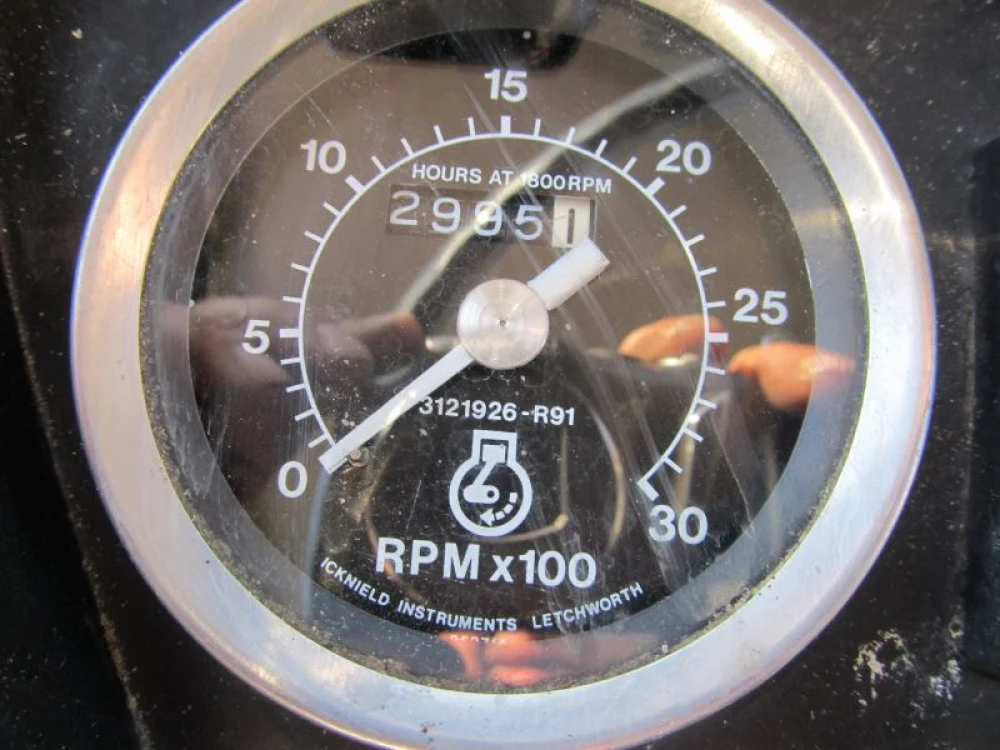 15
10
20
HOURS AT 1800RPM
29951
5
25
3121926-R91
0
30
RPM x100
ICKNIELD INSTRUMENTS LETCHWORTH